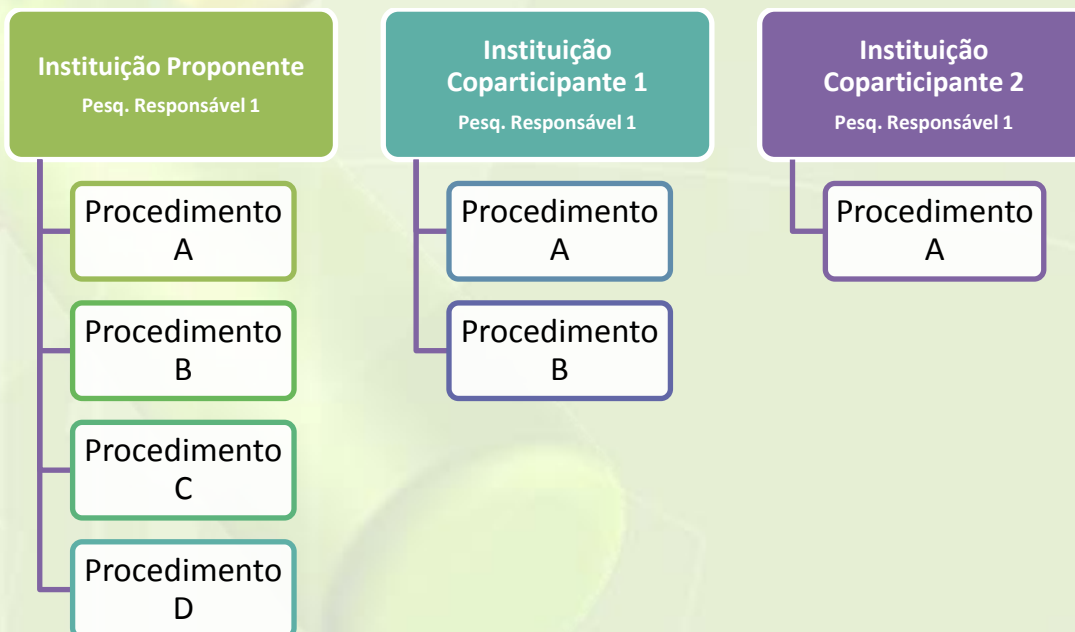 Instituição Proponente
Pesq. Responsável 1
Procedimento
A
Procedimento
B
Procedimento
C
Procedimento
D
Instituição
Coparticipante 1
Pesq. Responsável 1
Procedimento
A
Procedimento
B
Instituição
Coparticipante 2
Pesq. Responsável 1
Procedimento
A